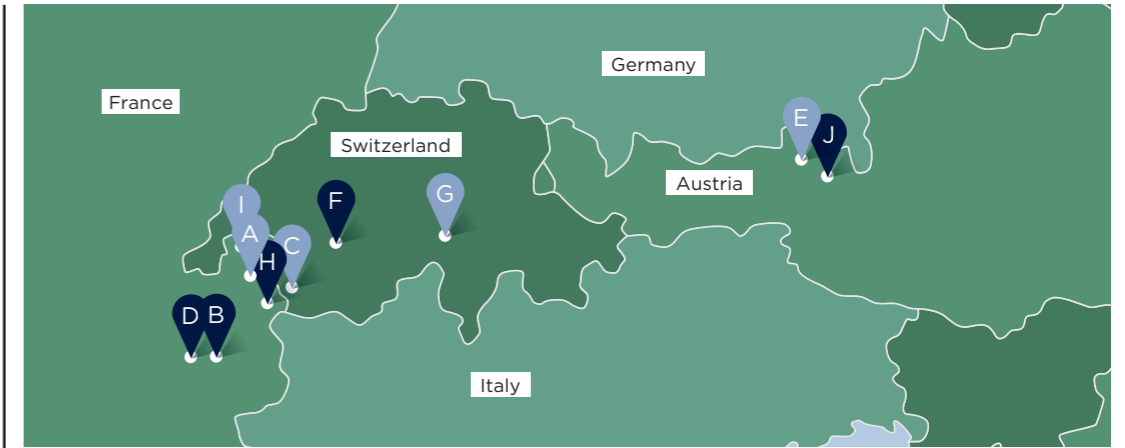 Germany
France
E
J
Switzerland
Austria
I
F
G
A
C
H
D
B
Italy